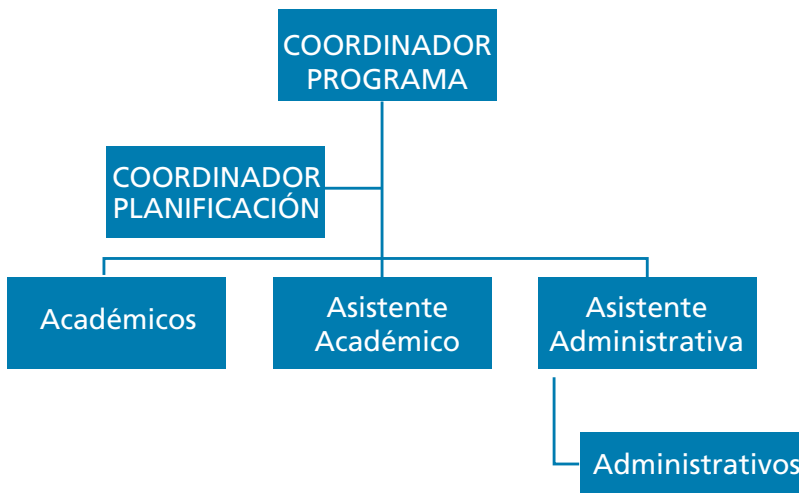 COORDINADOR
PROGRAMA
COORDINADOR
PLANIFICACIÓN
Académicos
Asistente
Académico
Asistente
Administrativa
Administrativos